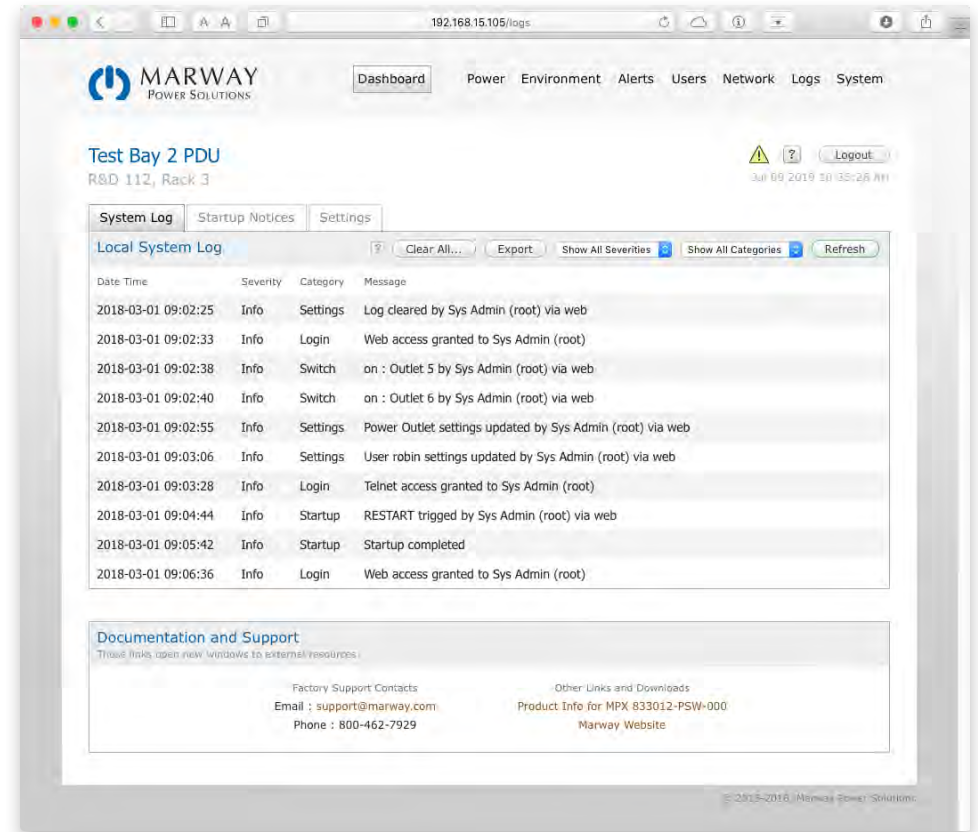 192.168.15.105/logs
MARWAY
POWER SOLUTIONS
Dashboard Power Environment Alerts Users Network Logs System
Test Bay 2 PDU
R&D 112, Rack 3
? Logout
System Log Startup Notices Settings
Local System Log ? Clear All... Export Show All Severities Show All Categories Refresh
Date Time Severity Category Message
2018-03-01 09:02:25 Info Settings Log cleared by Sys Admin (root) via web
2018-03-01 09:02:33 Info Login Web access granted to Sys Admin (root)
2018-03-01 09:02:38 Info Switch on : Outlet 5 by Sys Admin (root) via web
2018-03-01 09:02:40 Info Switch on : Outlet 6 by Sys Admin (root) via web
2018-03-01 09:02:55 Info Settings Power Outlet settings updated by Sys Admin (root) via web
2018-03-01 09:03:06 Info Settings User robin settings updated by Sys Admin (root) via web
2018-03-01 09:03:28 Info Login Telnet access granted to Sys Admin (root)
2018-03-01 09:04:44 Info Startup RESTART trigged by Sys Admin (root) via web
2018-03-01 09:05:42 Info Startup Startup completed
2018-03-01 09:06:36 Info Login Web access granted to Sys Admin (root)
Documentation and Support
These links open new windows to external resources.
Factory Support Contacts Other Links and Downloads
Email : support@marway.com Product Info for MPX 833012-PSW-000
Phone : 800-462-7929 Marway Website
Marway Power Solutions